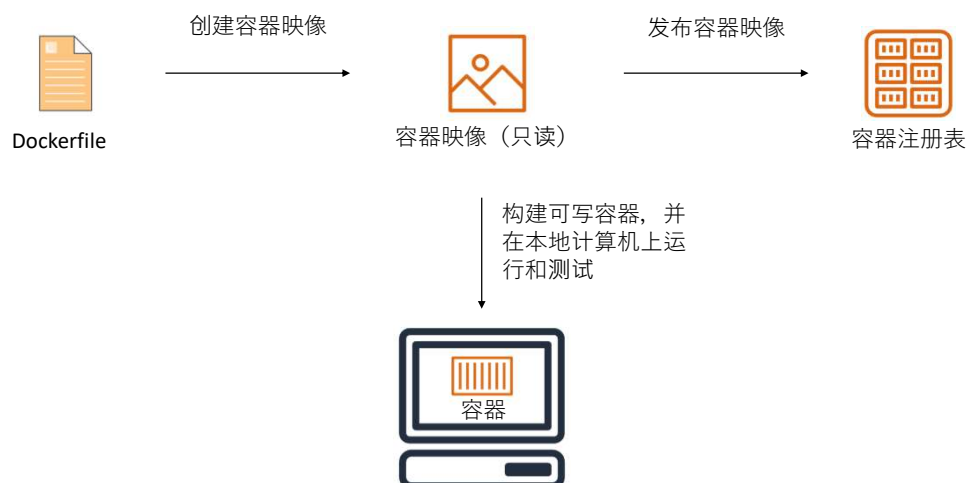 创建容器映像
发布容器映像
Dockerfile
容器映像（只读）
容器注册表
构建可写容器，并
在本地计算机上运
行和测试
容器